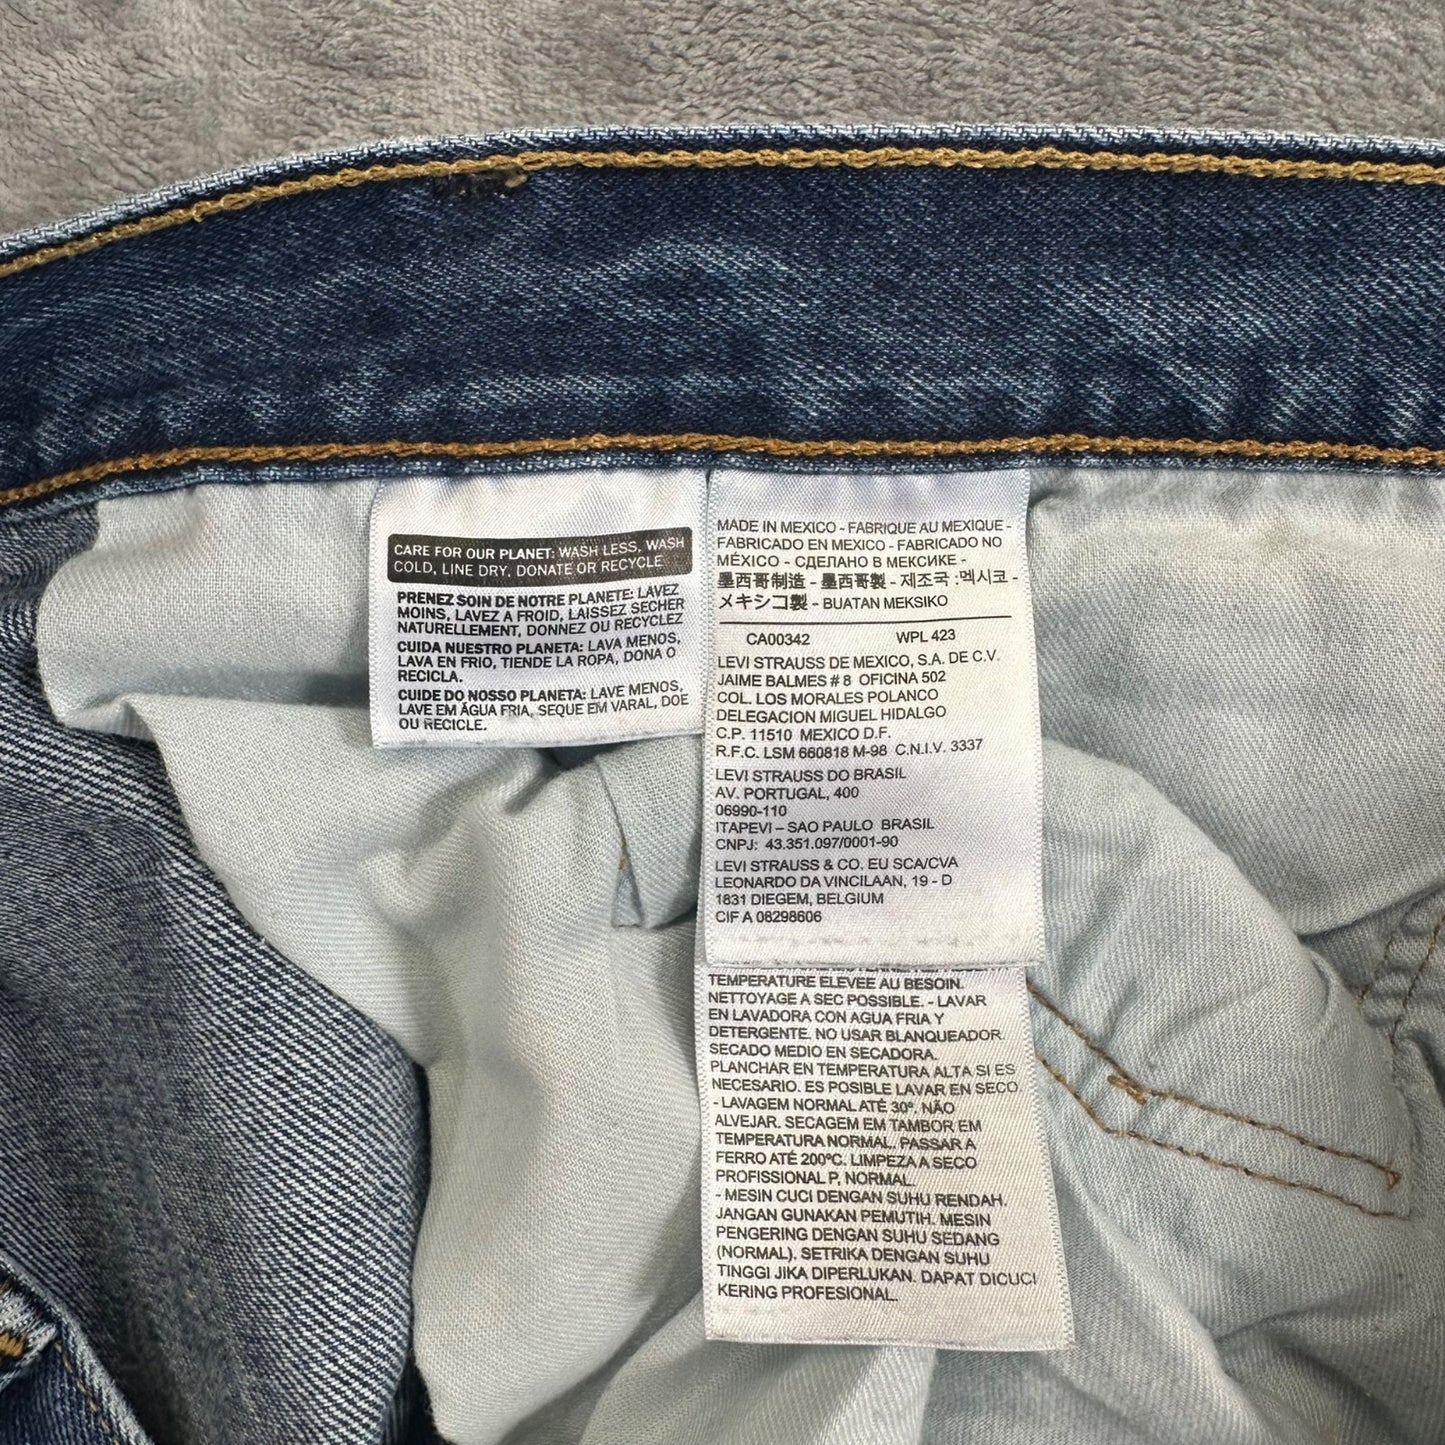 CARE FOR OUR PLANET: WASH LESS, WASH
COLD, LINE DRY, DONATE OR RECYCLE
PRENEZ SOIN DE NOTRE PLANETE: LAVEZ
MOINS, LAVEZ A FROID, LAISSEZ SECHER
NATURELLEMENT, DONNEZ OU RECYCLEZ
CUIDA NUESTRO PLANETA: LAVA MENOS,
LAVA EN FRIO, TIENDE LA ROPA, DONA O
RECICLA.
CUIDE DO NOSSO PLANETA: LAVE MENOS,
LAVE EM ÁGUA FRIA, SEQUE EM VARAL, DOE
OU RECICLE.
MADE IN MEXICO - FABRIQUE AU MEXIQUE -
FABRICADO EN MEXICO - FABRICADO NO
MÉXICO - СДЕЛАНО В МЕКСИКЕ -
墨西哥制造 - 墨西哥製 - 제조국 :멕시코 -
メキシコ製 - BUATAN MEKSIKO
CA00342 WPL 423
LEVI STRAUSS DE MEXICO, S.A. DE C.V.
JAIME BALMES # 8 OFICINA 502
COL. LOS MORALES POLANCO
DELEGACION MIGUEL HIDALGO
C.P. 11510 MEXICO D.F.
R.F.C. LSM 660818 M-98 C.N.I.V. 3337
LEVI STRAUSS DO BRASIL
AV. PORTUGAL, 400
06990-110
ITAPEVI – SAO PAULO BRASIL
CNPJ: 43.351.097/0001-90
LEVI STRAUSS & CO. EU SCA/CVA
LEONARDO DA VINCILAAN, 19 - D
1831 DIEGEM, BELGIUM
CIF A 08298606
TEMPERATURE ELEVEE AU BESOIN.
NETTOYAGE A SEC POSSIBLE. - LAVAR
EN LAVADORA CON AGUA FRIA Y
DETERGENTE. NO USAR BLANQUEADOR.
SECADO MEDIO EN SECADORA.
PLANCHAR EN TEMPERATURA ALTA SI ES
NECESARIO. ES POSIBLE LAVAR EN SECO.
- LAVAGEM NORMAL ATÉ 30º. NÃO
ALVEJAR. SECAGEM EM TAMBOR EM
TEMPERATURA NORMAL. PASSAR A
FERRO ATÉ 200ºC. LIMPEZA A SECO
PROFISSIONAL P, NORMAL.
- MESIN CUCI DENGAN SUHU RENDAH.
JANGAN GUNAKAN PEMUTIH. MESIN
PENGERING DENGAN SUHU SEDANG
(NORMAL). SETRIKA DENGAN SUHU
TINGGI JIKA DIPERLUKAN. DAPAT DICUCI
KERING PROFESIONAL.